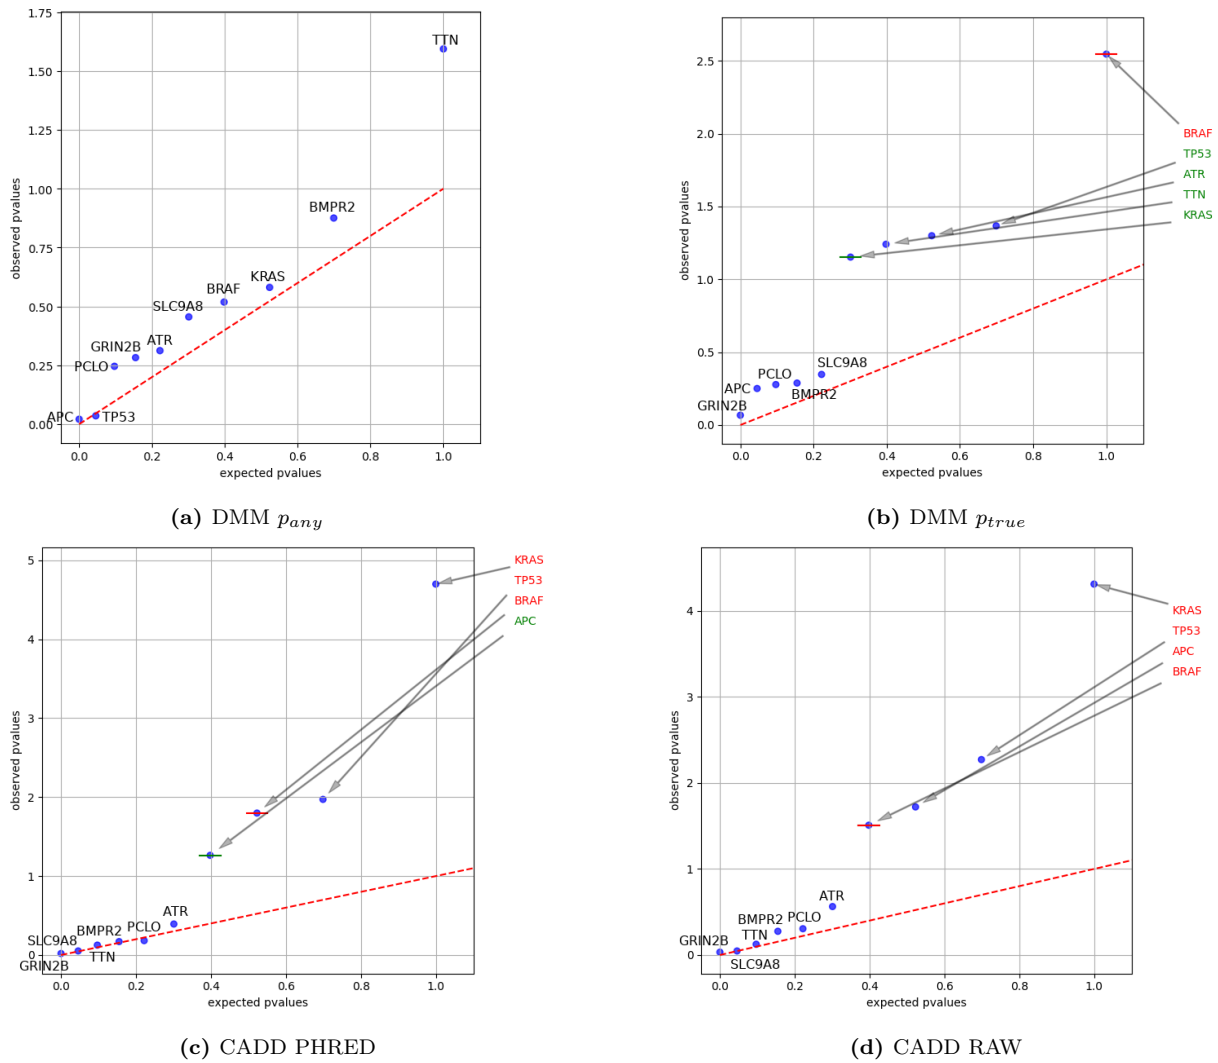 1.75
1.50
1.25
1.00
0.75
0.50
0.25
0.00
observed pvalues
TTN
BMPR2
KRAS
BRAF
SLC9A8
ATR
GRIN2B
PCLO
APC
TP53
0.0 0.2 0.4 0.6 0.8 1.0
expected pvalues
(a) DMM p_any
2.5
2.0
1.5
1.0
0.5
0.0
observed pvalues
BRAF
TP53
ATR
TTN
KRAS
SLC9A8
PCLO
APC
BMPR2
GRIN2B
0.0 0.2 0.4 0.6 0.8 1.0
expected pvalues
(b) DMM p_true
5
4
3
2
1
0
observed pvalues
KRAS
TP53
BRAF
APC
ATR
PCLO
BMPR2
SLC9A8
TTN
GRIN2B
0.0 0.2 0.4 0.6 0.8 1.0
expected pvalues
(c) CADD PHRED
4
3
2
1
0
observed pvalues
KRAS
TP53
APC
BRAF
ATR
PCLO
BMPR2
TTN
GRIN2B
SLC9A8
0.0 0.2 0.4 0.6 0.8 1.0
expected pvalues
(d) CADD RAW